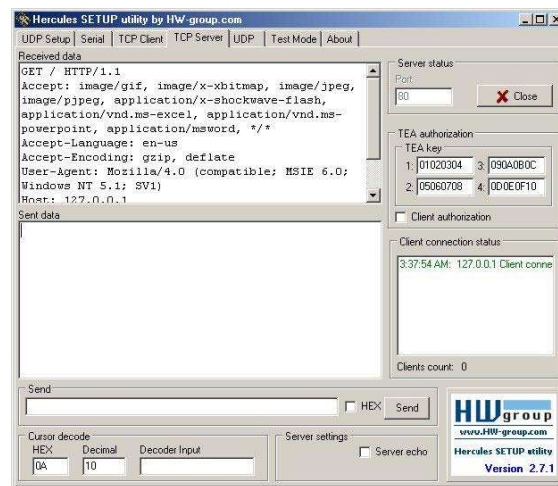 Hercules SETUP utility by HW-group.com
UDP Setup Serial TCP Client TCP Server UDP Test Mode About
Received data
GET / HTTP/1.1
Accept: image/gif, image/x-xbitmap, image/jpeg,
image/pjpeg, application/x-shockwave-flash,
application/vnd.ms-excel, application/vnd.ms-
powerpoint, application/msword, */*
Accept-Language: en-us
Accept-Encoding: gzip, deflate
User-Agent: Mozilla/4.0 (compatible; MSIE 6.0;
Windows NT 5.1; SV1)
Host: 127.0.0.1
Sent data
Server status
Port
80
Close
TEA authorization
TEA key
1: 01020304 3: 090A0B0C
2: 05060708 4: 0D0E0F10
Client authorization
Client connection status
3:37:54 AM: 127.0.0.1 Client conne
Clients count: 0
Send
HEX Send
Cursor decode
HEX Decimal Decoder Input
0A 10
Server settings
Server echo
HW group
www.HW-group.com
Hercules SETUP utility
Version 2.7.1